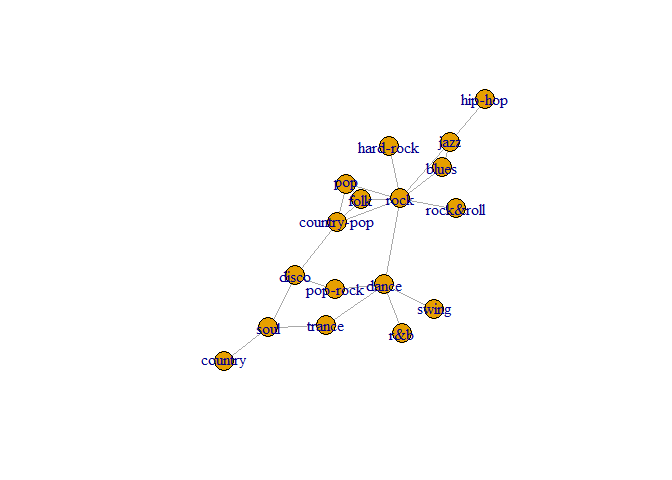 hip-hop
jazz
hard-rock
blues
pop
folk
rock
rock&roll
country-pop
disco
pop-rock
dance
swing
soul
trance
r&b
country